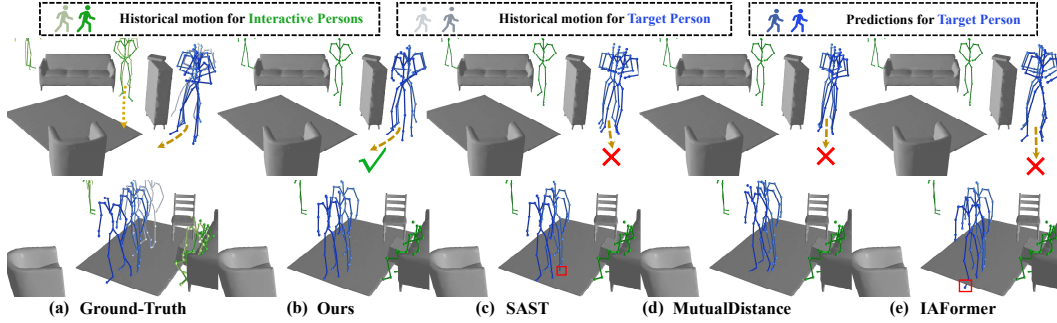 Historical motion for Interactive Persons
Historical motion for Target Person
Predictions for Target Person
(a) Ground-Truth
(b) Ours
(c) SAST
(d) MutualDistance
(e) IAFormer